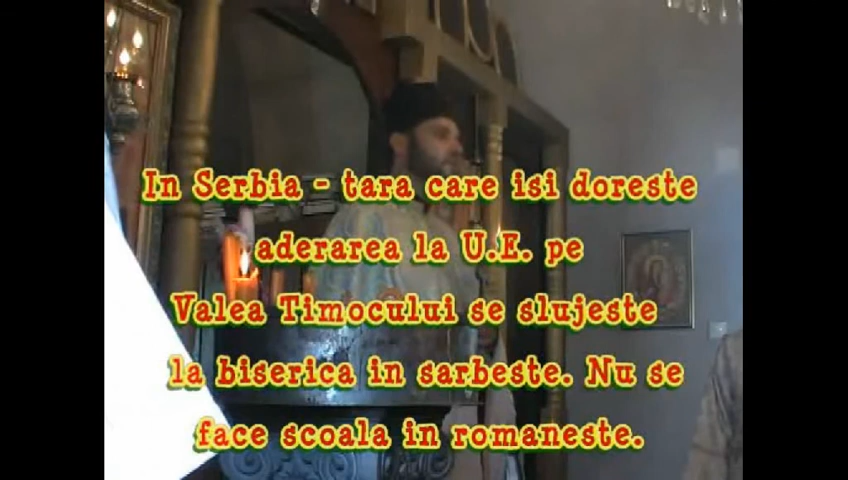 In Serbia - tara care isi doreste
aderarea la U.E. pe
Valea Timocului se slujeste
la biserica in sarbeste. Nu se
face scoala in romaneste.